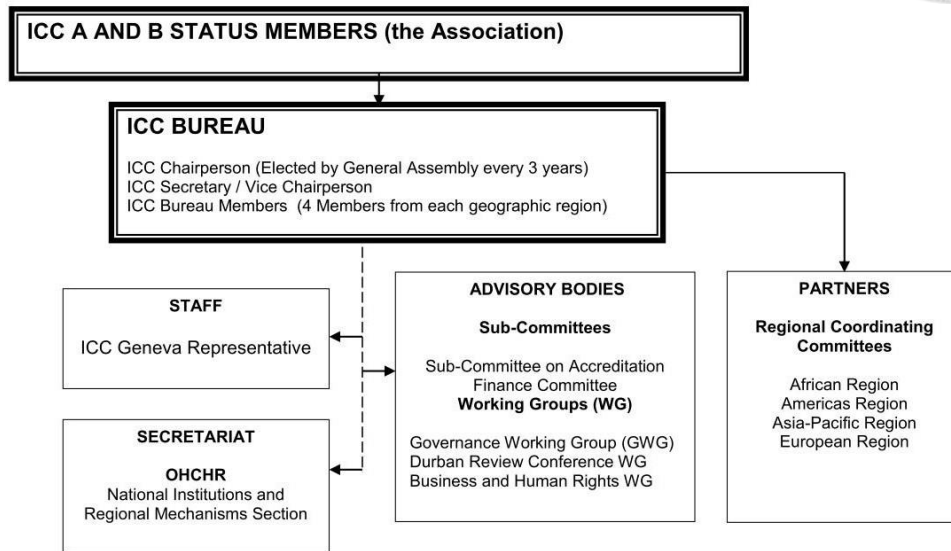 ICC A AND B STATUS MEMBERS (the Association)
ICC BUREAU
ICC Chairperson (Elected by General Assembly every 3 years)
ICC Secretary / Vice Chairperson
ICC Bureau Members (4 Members from each geographic region)
STAFF
ICC Geneva Representative
SECRETARIAT
OHCHR
National Institutions and
Regional Mechanisms Section
ADVISORY BODIES
Sub-Committees
Sub-Committee on Accreditation
Finance Committee
Working Groups (WG)
Governance Working Group (GWG)
Durban Review Conference WG
Business and Human Rights WG
PARTNERS
Regional Coordinating
Committees
African Region
Americas Region
Asia-Pacific Region
European Region